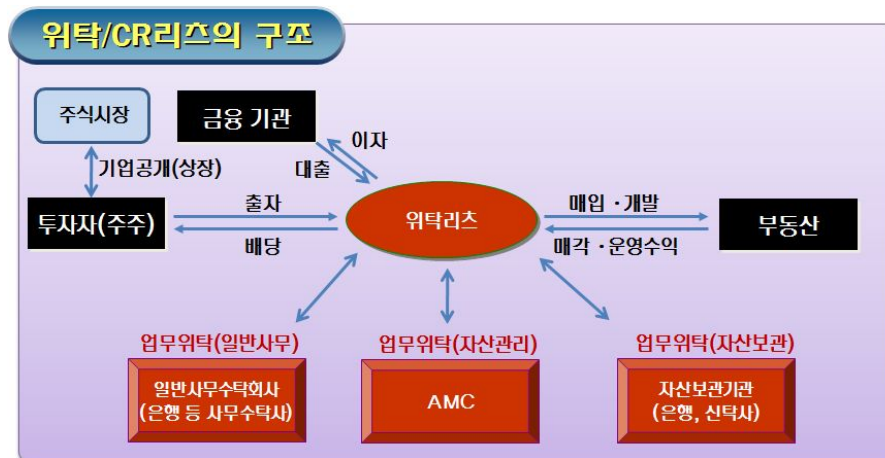 위탁/CR리츠의 구조
주식시장
금융 기관
이자
대출
기업공개(상장)
투자자(주주)
출자
배당
위탁리츠
매입 ·개발
매각 ·운영수익
부동산
업무위탁(일반사무)
업무위탁(자산관리)
업무위탁(자산보관)
일반사무수탁회사
(은행 등 사무수탁사)
AMC
자산보관기관
(은행, 신탁사)